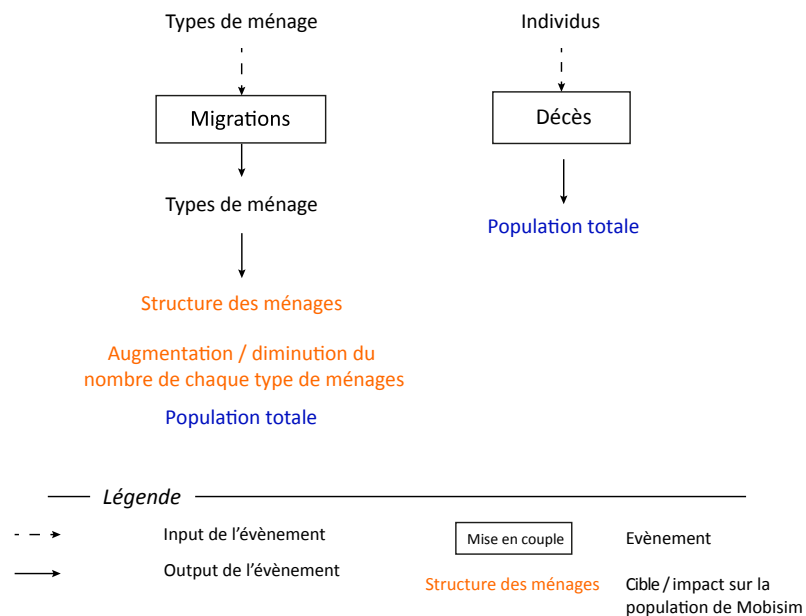 Types de ménage
Migrations
Types de ménage
Structure des ménages
Augmentation / diminution du
nombre de chaque type de ménages
Population totale
Individus
Décès
Population totale
Légende
Input de l'évènement
Output de l'évènement
Mise en couple
Evènement
Structure des ménages
Cible / impact sur la
population de Mobisim